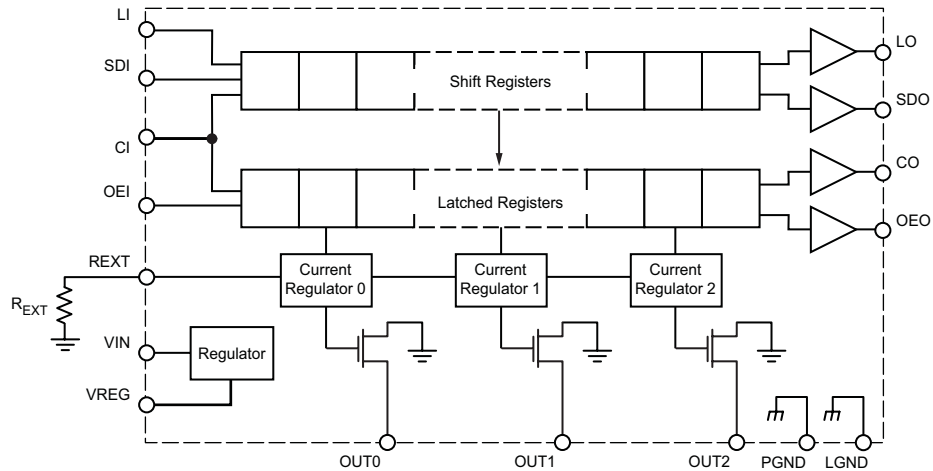 LI
SDI
CI
OEI
REXT
R_EXT
VIN
VREG
Shift Registers
Latched Registers
Current
Regulator 0
Current
Regulator 1
Current
Regulator 2
Regulator
LO
SDO
CO
OEO
OUT0
OUT1
OUT2
PGND
LGND